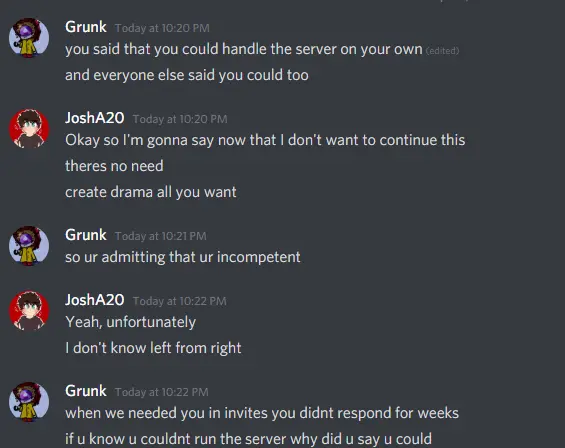 Grunk Today at 10:20 PM
you said that you could handle the server on your own (edited)
and everyone else said you could too
JoshA20 Today at 10:20 PM
Okay so I'm gonna say now that I don't want to continue this
theres no need
create drama all you want
Grunk Today at 10:21 PM
so ur admitting that ur incompetent
JoshA20 Today at 10:22 PM
Yeah, unfortunately
I don't know left from right
Grunk Today at 10:22 PM
when we needed you in invites you didnt respond for weeks
if u know u couldnt run the server why did u say u could